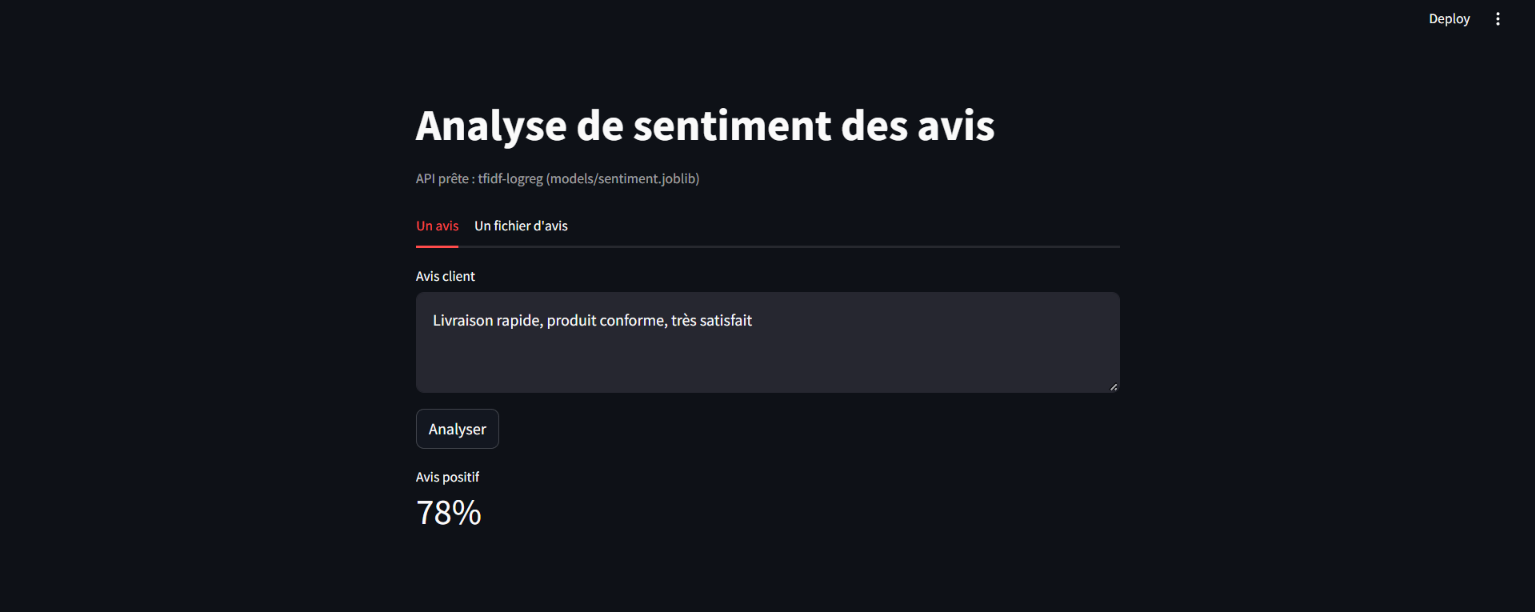 Deploy
Analyse de sentiment des avis
API prête : tfidf-logreg (models/sentiment.joblib)
Un avis Un fichier d'avis
Avis client
Livraison rapide, produit conforme, très satisfait
Analyser
Avis positif
78%